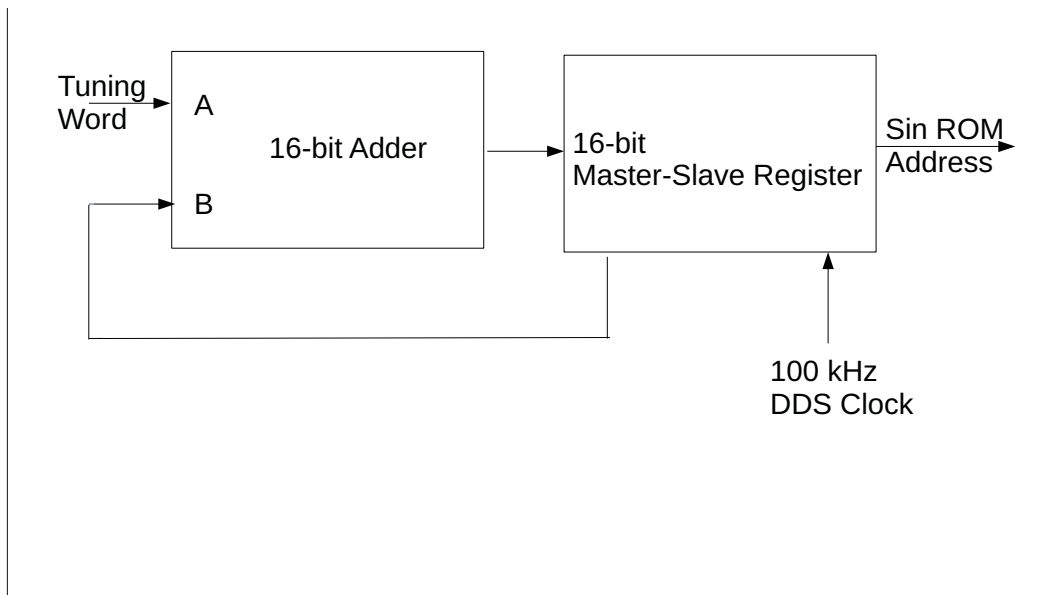 Tuning
Word
A
16-bit Adder
B
16-bit
Master-Slave Register
Sin ROM
Address
100 kHz
DDS Clock